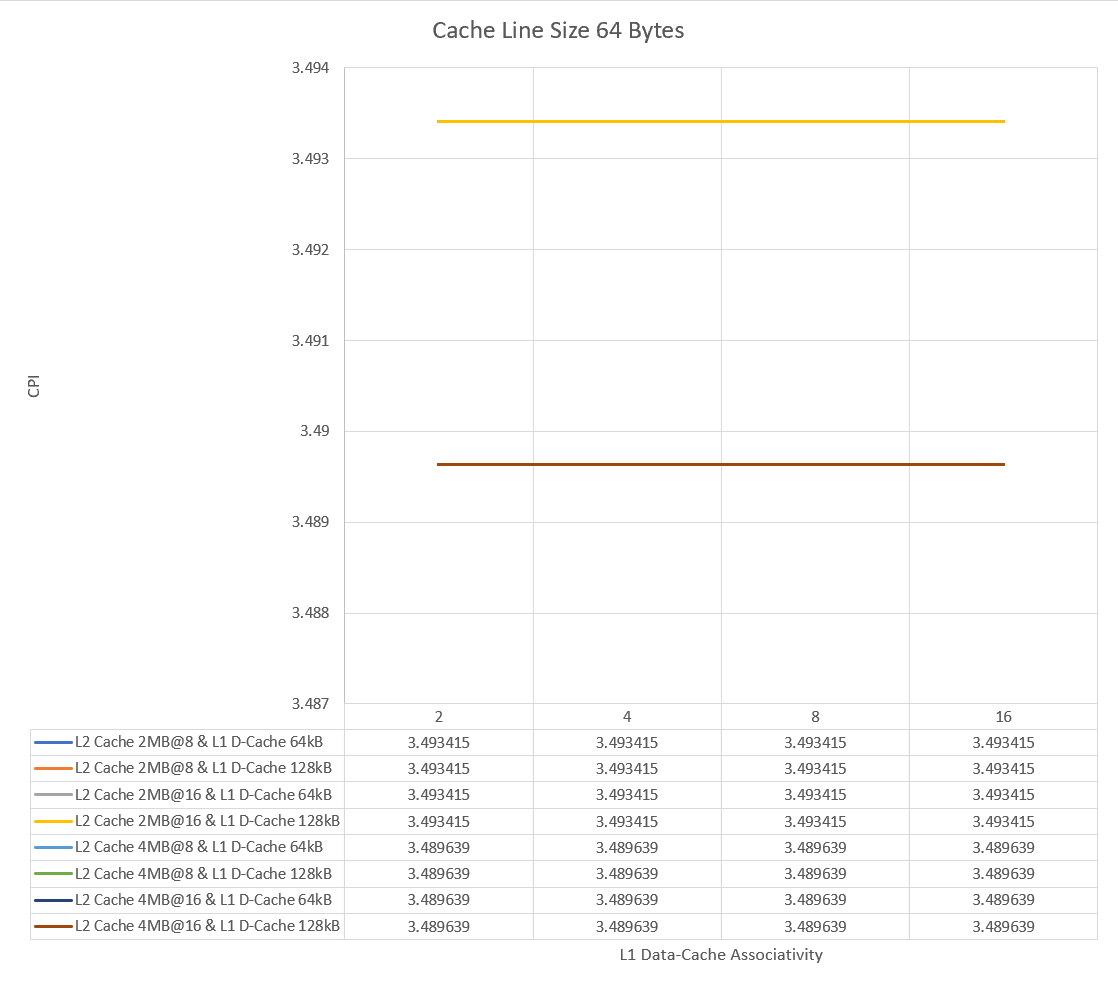 Cache Line Size 64 Bytes
3.494
3.493
3.492
3.491
3.49
3.489
3.488
3.487
CPI
2 4 8 16
L2 Cache 2MB@8 & L1 D-Cache 64kB 3.493415 3.493415 3.493415 3.493415
L2 Cache 2MB@8 & L1 D-Cache 128kB 3.493415 3.493415 3.493415 3.493415
L2 Cache 2MB@16 & L1 D-Cache 64kB 3.493415 3.493415 3.493415 3.493415
L2 Cache 2MB@16 & L1 D-Cache 128kB 3.493415 3.493415 3.493415 3.493415
L2 Cache 4MB@8 & L1 D-Cache 64kB 3.489639 3.489639 3.489639 3.489639
L2 Cache 4MB@8 & L1 D-Cache 128kB 3.489639 3.489639 3.489639 3.489639
L2 Cache 4MB@16 & L1 D-Cache 64kB 3.489639 3.489639 3.489639 3.489639
L2 Cache 4MB@16 & L1 D-Cache 128kB 3.489639 3.489639 3.489639 3.489639
L1 Data-Cache Associativity